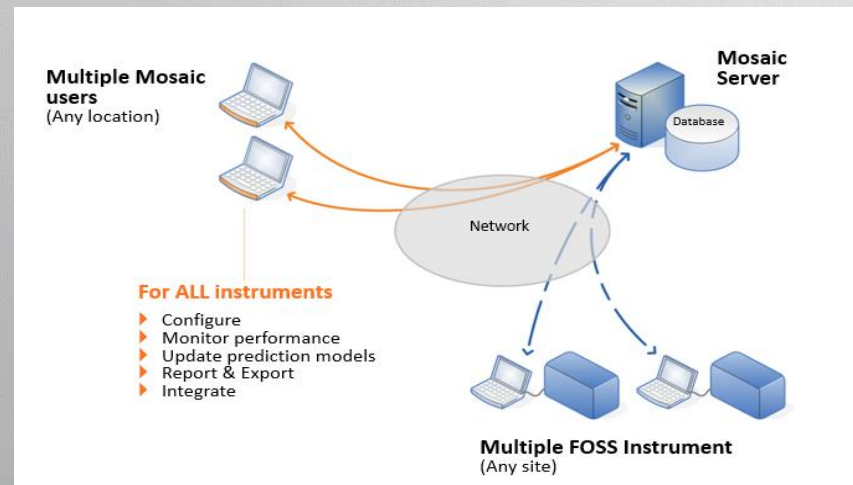 Multiple Mosaic
users
(Any location)
Mosaic
Server
Database
Network
For ALL instruments
Configure
Monitor performance
Update prediction models
Report & Export
Integrate
Multiple FOSS Instrument
(Any site)